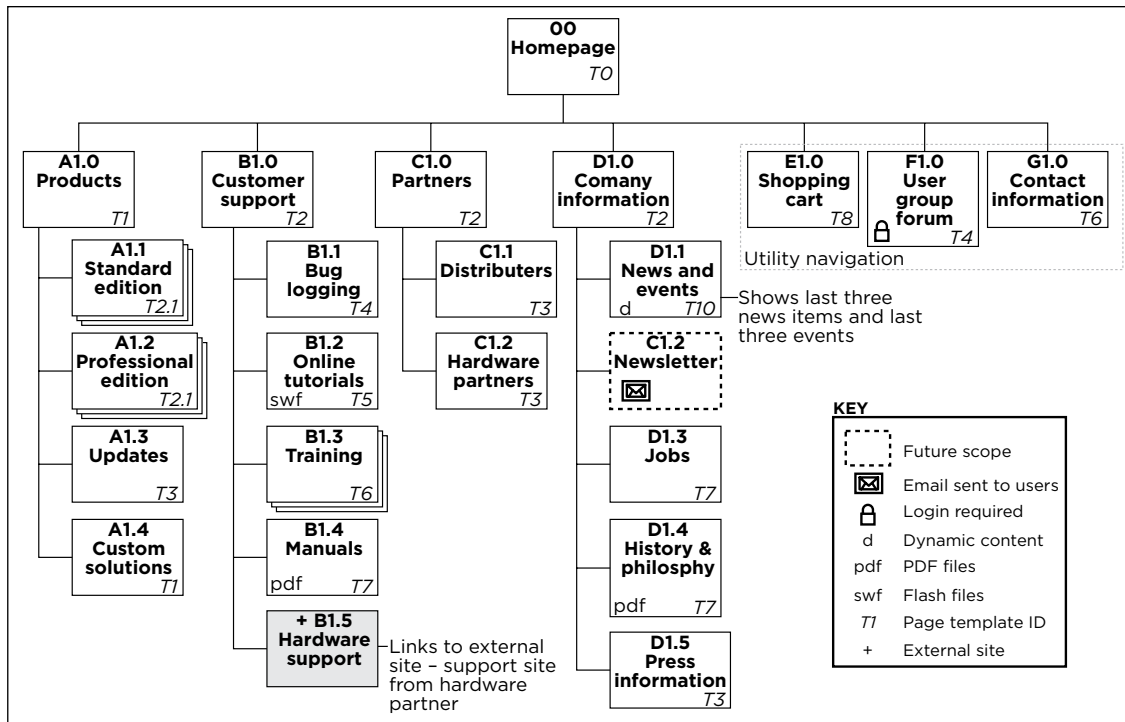 00
Homepage
T0
A1.0
Products
T1
B1.0
Customer
support
T2
C1.0
Partners
T2
D1.0
Comany
information
T2
E1.0
Shopping
cart
T8
F1.0
User
group
forum
T4
G1.0
Contact
information
T6
Utility navigation
A1.1
Standard
edition
T2.1
A1.2
Professional
edition
T2.1
A1.3
Updates
T3
A1.4
Custom
solutions
T1
B1.1
Bug
logging
T4
B1.2
Online
tutorials
swf T5
B1.3
Training
T6
B1.4
Manuals
pdf T7
+ B1.5
Hardware
support
Links to external
site – support site
from hardware
partner
C1.1
Distributers
T3
C1.2
Hardware
partners
T3
D1.1
News and
events
d T10
Shows last three
news items and last
three events
C1.2
Newsletter
D1.3
Jobs
T7
D1.4
History &
philosphy
pdf T7
D1.5
Press
information
T3
KEY
Future scope
Email sent to users
Login required
d Dynamic content
pdf PDF files
swf Flash files
T1 Page template ID
+ External site